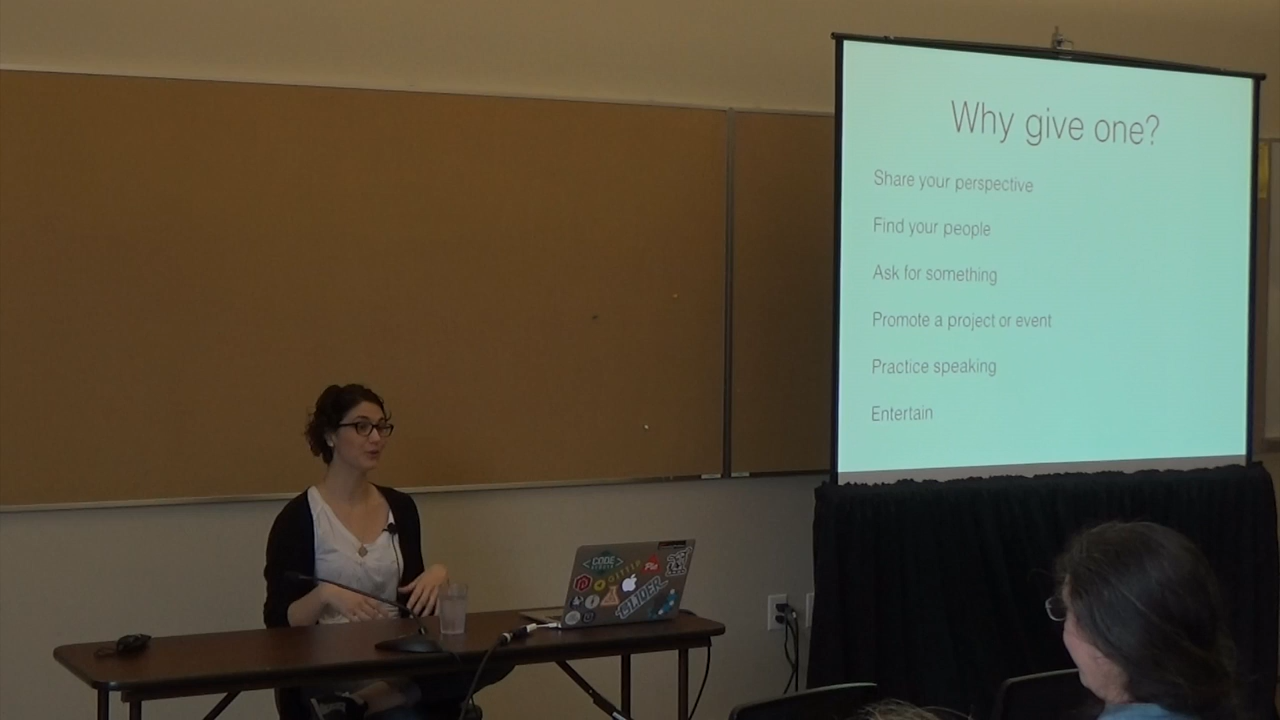 Why give one?
Share your perspective
Find your people
Ask for something
Promote a project or event
Practice speaking
Entertain
CODE